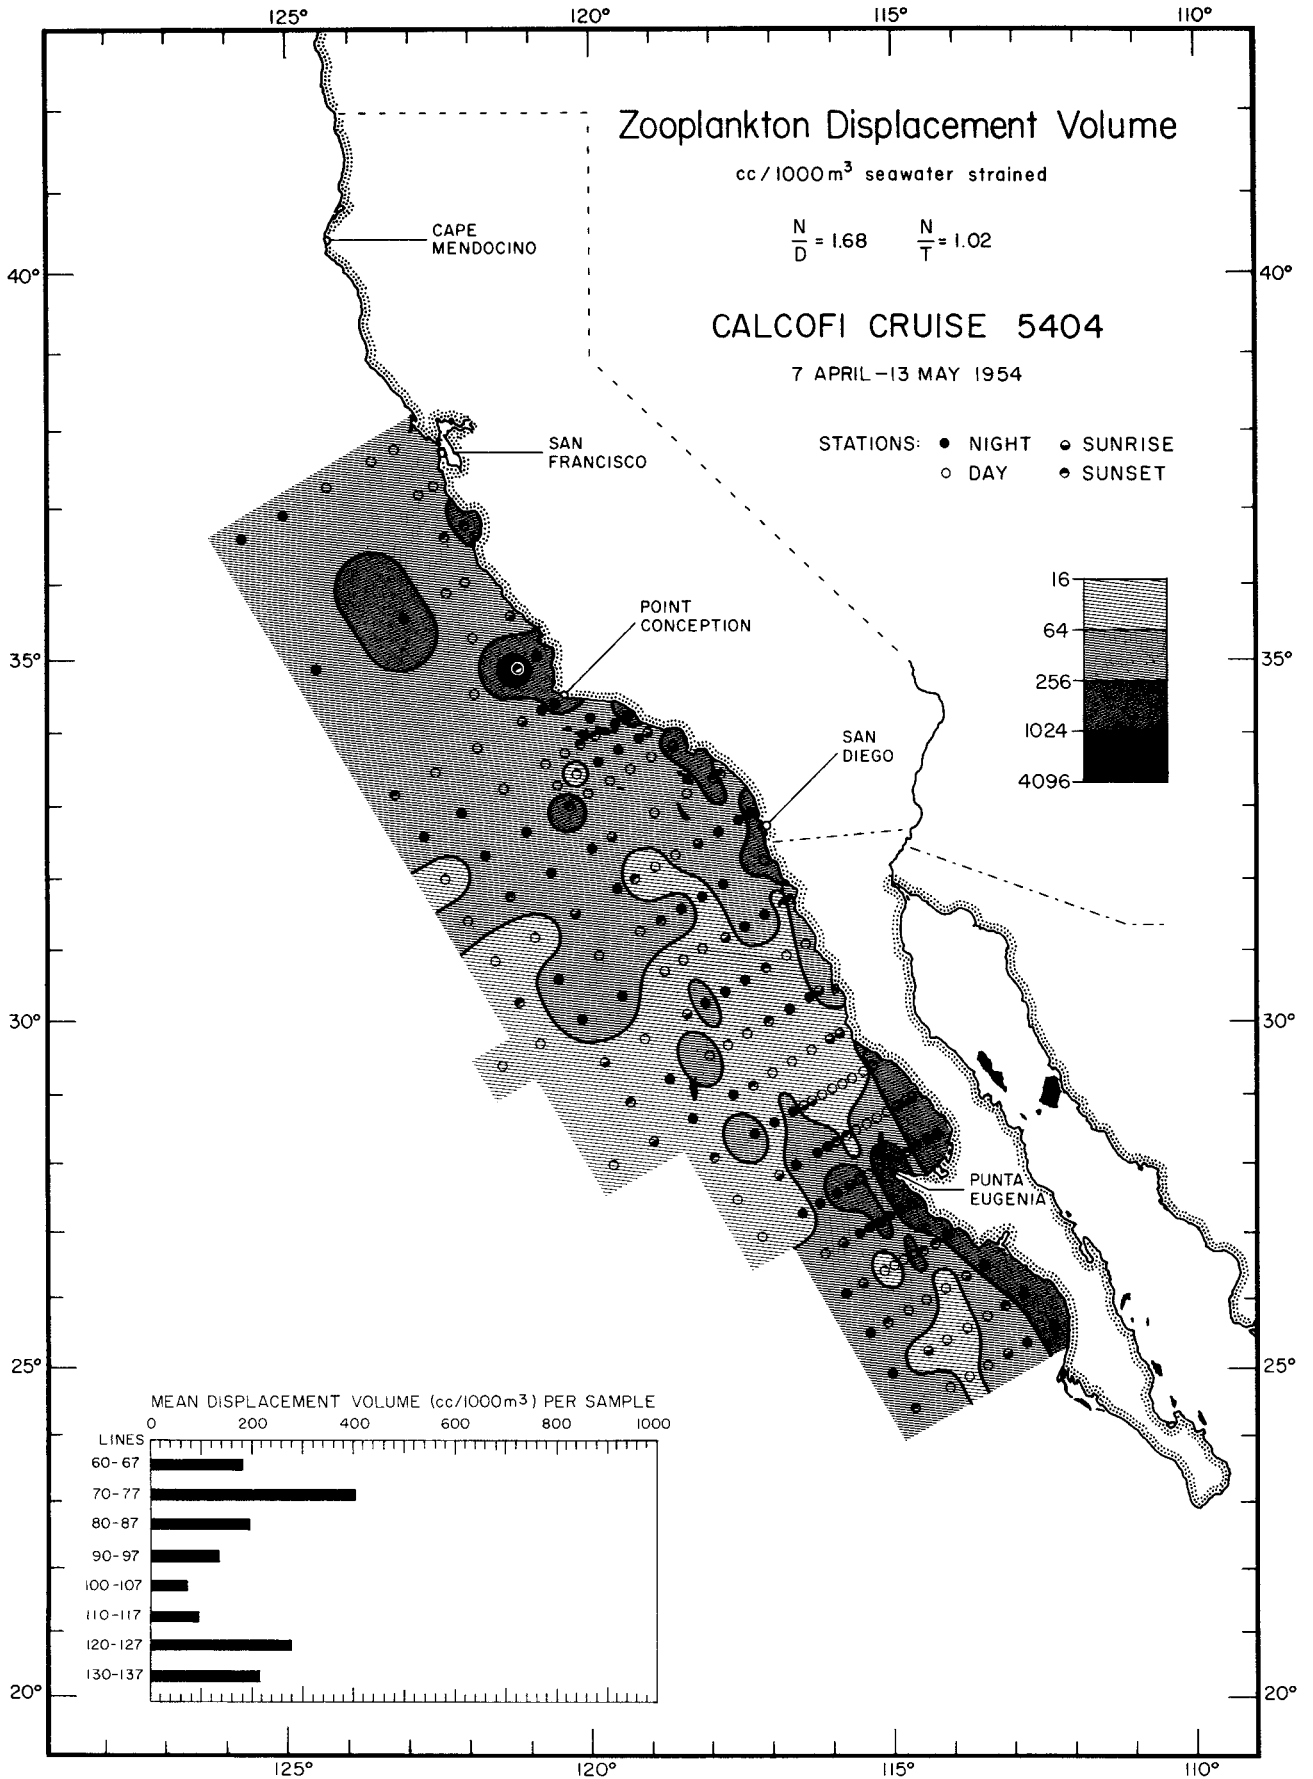 125° 120° 115° 110°
Zooplankton Displacement Volume
cc/1000m³ seawater strained
N/D = 1.68 N/T = 1.02
CAPE
MENDOCINO
40° 40°
CALCOFI CRUISE 5404
7 APRIL–13 MAY 1954
STATIONS: ● NIGHT SUNRISE
○ DAY SUNSET
SAN
FRANCISCO
16
64
256
1024
4096
POINT
CONCEPTION
35° 35°
SAN
DIEGO
30° 30°
PUNTA
EUGENIA
25° 25°
MEAN DISPLACEMENT VOLUME (cc/1000m³) PER SAMPLE
0 200 400 600 800 1000
LINES
60-67
70-77
80-87
90-97
100-107
110-117
120-127
130-137
20° 20°
125° 120° 115° 110°